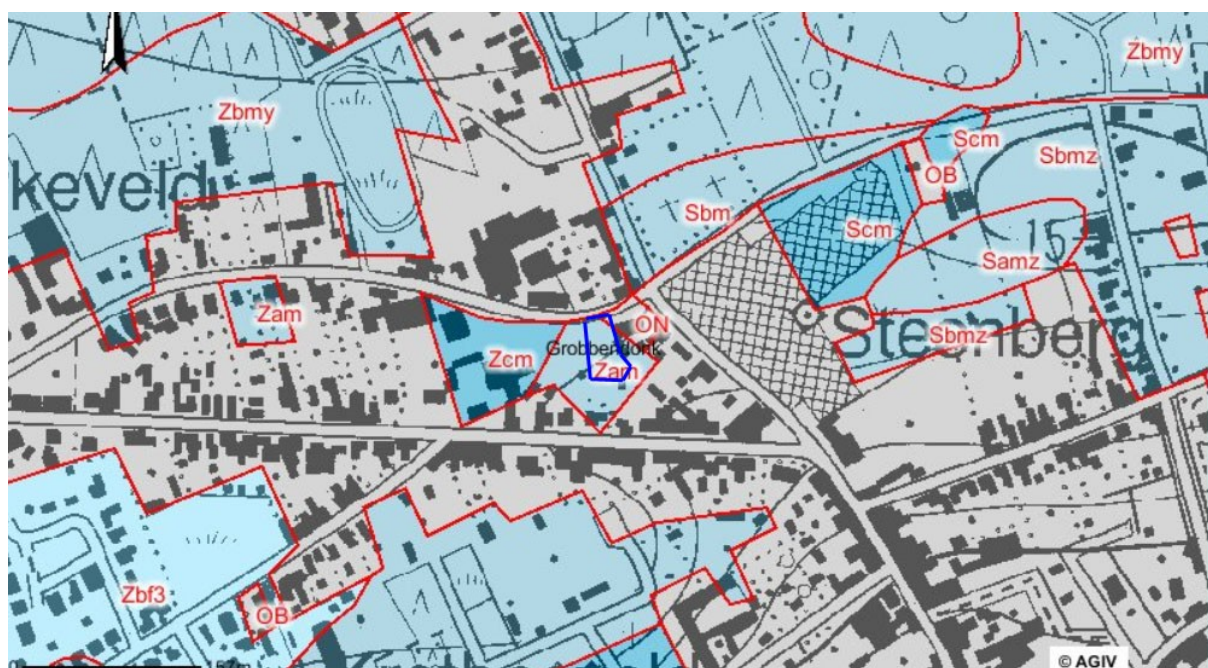 Zbmy
Zbmy
Scm
Sbmz
OB
keveld
Sbm
Scm
15
Samz
Zam
ON
Steenberg
Sbmz
Grobbendonk
Zcm
Zam
Zbf3
OB
© AGIV